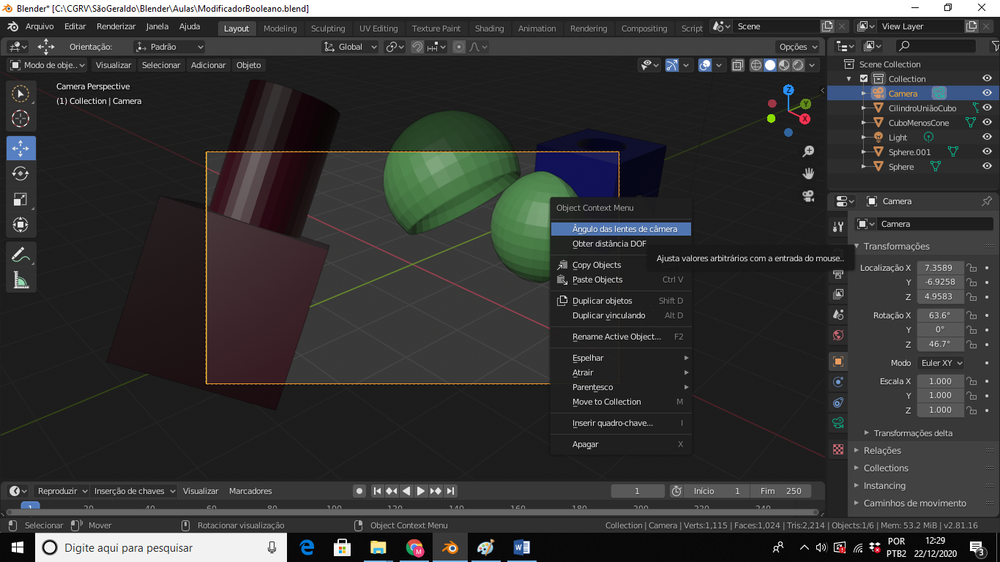 Blender* [C:\CGRV\SãoGeraldo\Blender\Aulas\ModificadorBooleano.blend]
Arquivo Editar Renderizar Janela Ajuda Layout Modeling Sculpting UV Editing Texture Paint Shading Animation Rendering Compositing Script Scene View Layer
Orientação: Padrão Global Opções
Modo de obje.. Visualizar Selecionar Adicionar Objeto
Camera Perspective
(1) Collection | Camera
Z
Y
X
Scene Collection
Collection
Camera
CilindroUniãoCubo
CuboMenosCone
Light
Sphere.001
Sphere
Object Context Menu
Ângulo das lentes de câmera
Obter distância DOF
Ajusta valores arbitrários com a entrada do mouse..
Copy Objects
Paste Objects Ctrl V
Duplicar objetos Shift D
Duplicar vinculando Alt D
Rename Active Object... F2
Espelhar
Atrair
Parentesco
Move to Collection M
Inserir quadro-chave... I
Apagar X
Camera
Camera
Transformações
Localização X 7.3589
Y -6.9258
Z 4.9583
Rotação X 63.6°
Y 0°
Z 46.7°
Modo Euler XY
Escala X 1.000
Y 1.000
Z 1.000
Transformações delta
Relações
Collections
Instancing
Caminhos de movimento
Reproduzir Inserção de chaves Visualizar Marcadores 1 Início 1 Fim 250
1 20 40 60 80 100 120 140 160 180 200 220 240
Selecionar Mover Rotacionar visualização Object Context Menu Collection | Camera | Verts:1,115 | Faces:1,024 | Tris:2,214 | Objects:1/6 | Mem: 53.2 MiB | v2.81.16
Digite aqui para pesquisar
M
W
POR
PTB2
12:29
22/12/2020
3